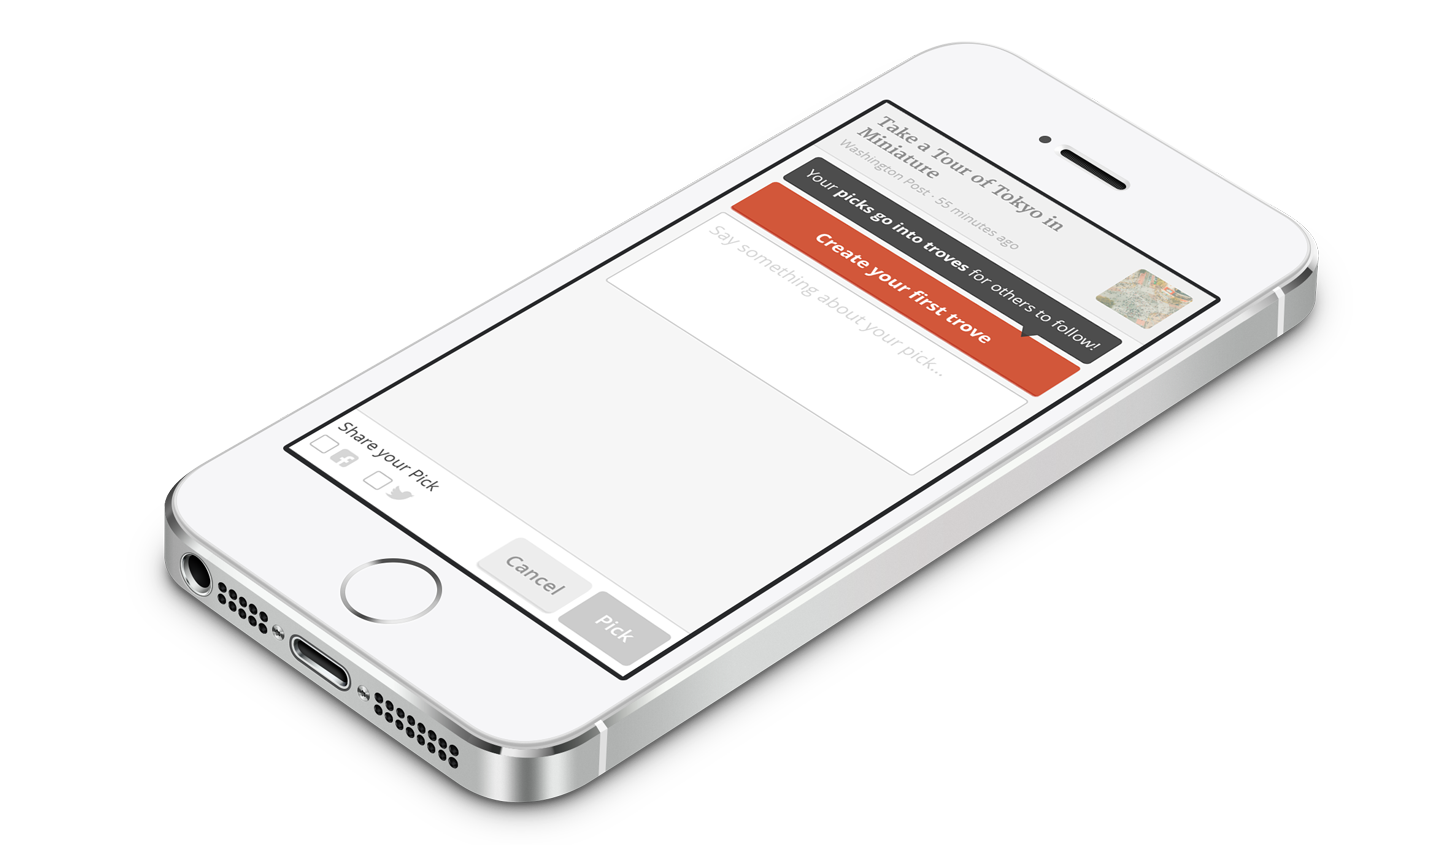 Take a Tour of Tokyo in
Miniature
Washington Post · 55 minutes ago
Your picks go into troves for others to follow!
Create your first trove
Say something about your pick...
Share your Pick
Cancel
Pick